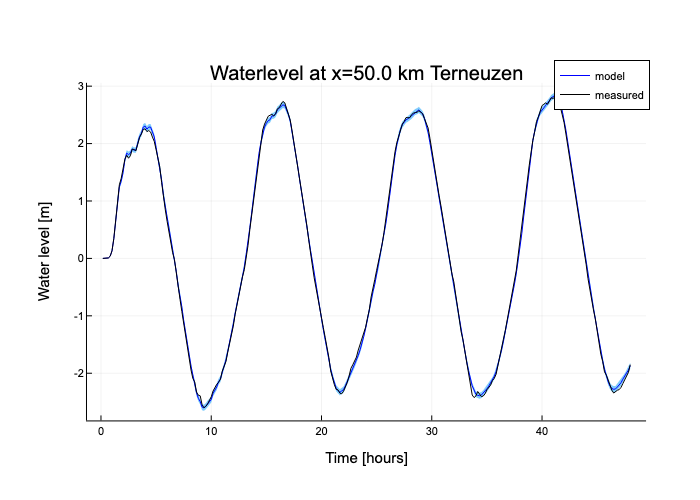 Waterlevel at x=50.0 km Terneuzen
model
measured
3
2
1
0
-1
-2
Water level [m]
0 10 20 30 40
Time [hours]